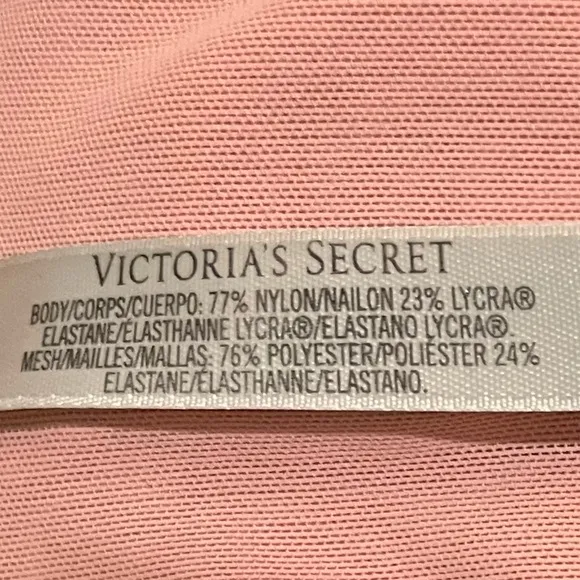 VICTORIA'S SECRET
BODY/CORPS/CUERPO: 77% NYLON/NAILON 23% LYCRA®
ELASTANE/ÉLASTHANNE LYCRA®/ELASTANO LYCRA®.
MESH/MAILLES/MALLAS: 76% POLYESTER/POLIÉSTER 24%
ELASTANE/ÉLASTHANNE/ELASTANO.